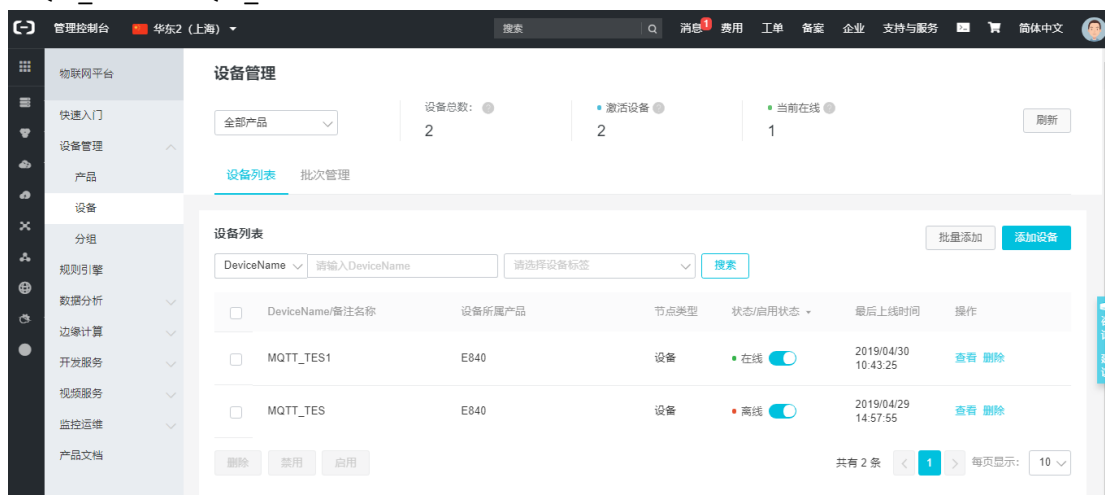 管理控制台 华东2（上海） 搜索 消息 1 费用 工单 备案 企业 支持与服务 简体中文
物联网平台
快速入门
设备管理
产品
设备
分组
规则引擎
数据分析
边缘计算
开发服务
视频服务
监控运维
产品文档
设备管理
全部产品
设备总数：
2
激活设备
2
当前在线
1
刷新
设备列表 批次管理
设备列表 批量添加 添加设备
DeviceName 请输入DeviceName 请选择设备标签 搜索
DeviceName/备注名称 设备所属产品 节点类型 状态/启用状态 最后上线时间 操作
MQTT_TES1 E840 设备 在线 2019/04/30 10:43:25 查看 删除
MQTT_TES E840 设备 离线 2019/04/29 14:57:55 查看 删除
删除 禁用 启用 共有 2 条 1 每页显示： 10